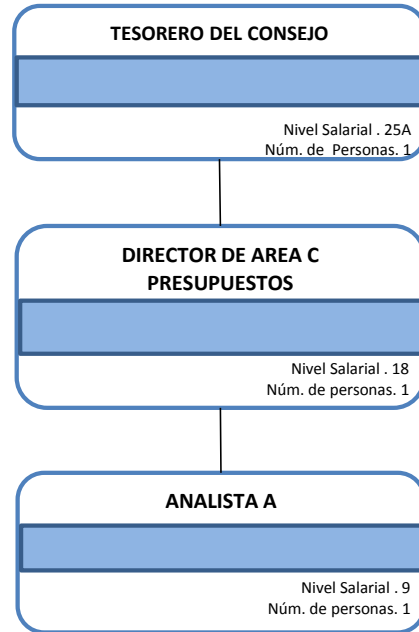 TESORERO DEL CONSEJO
Nivel Salarial . 25A
Núm. de  Personas. 1
DIRECTOR DE AREA C
PRESUPUESTOS
Nivel Salarial . 18
Núm. de personas. 1
ANALISTA A
Nivel Salarial . 9
Núm. de personas. 1